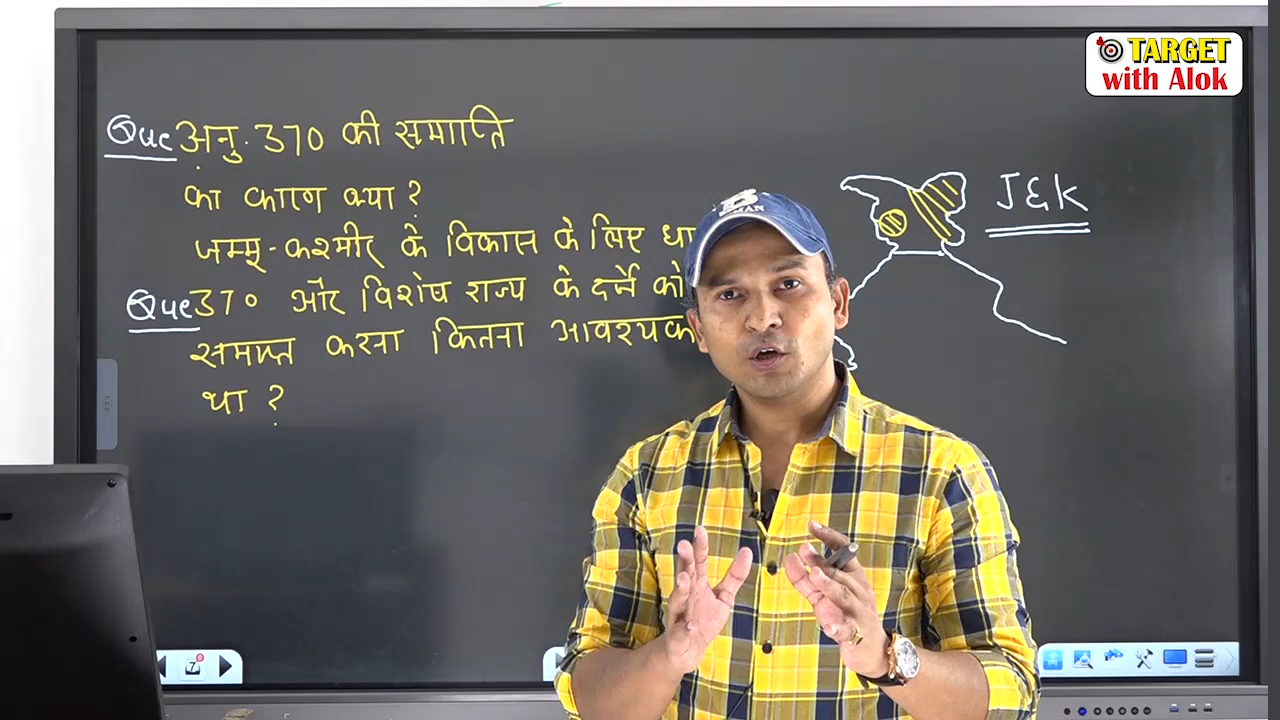 TARGET
with Alok
Que अनु. 370 की समाप्ति
का कारण क्या ?
जम्मू-कश्मीर के विकास के लिए
Que 370 और विशेष राज्य के दर्जे को
समाप्त करना कितना आवश्यक
था ?
J&K
7